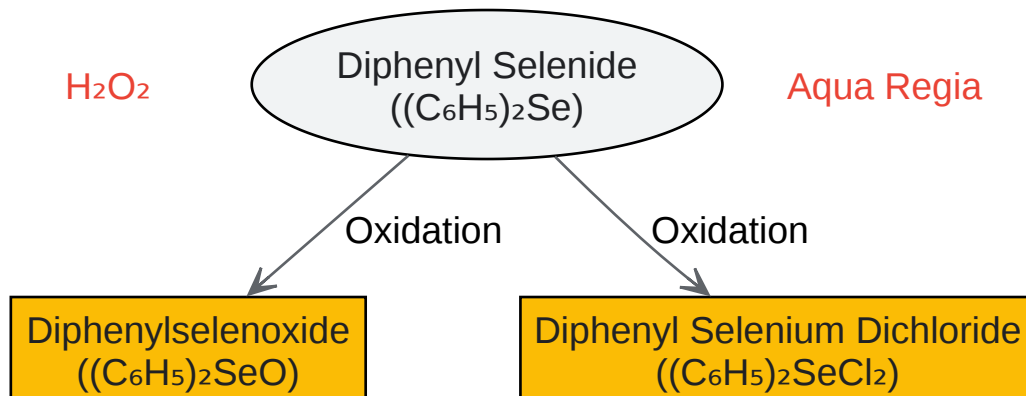 Diphenyl Selenide
((C₆H₅)₂Se)
H₂O₂
Aqua Regia
Oxidation
Oxidation
Diphenylselenoxide
((C₆H₅)₂SeO)
Diphenyl Selenium Dichloride
((C₆H₅)₂SeCl₂)